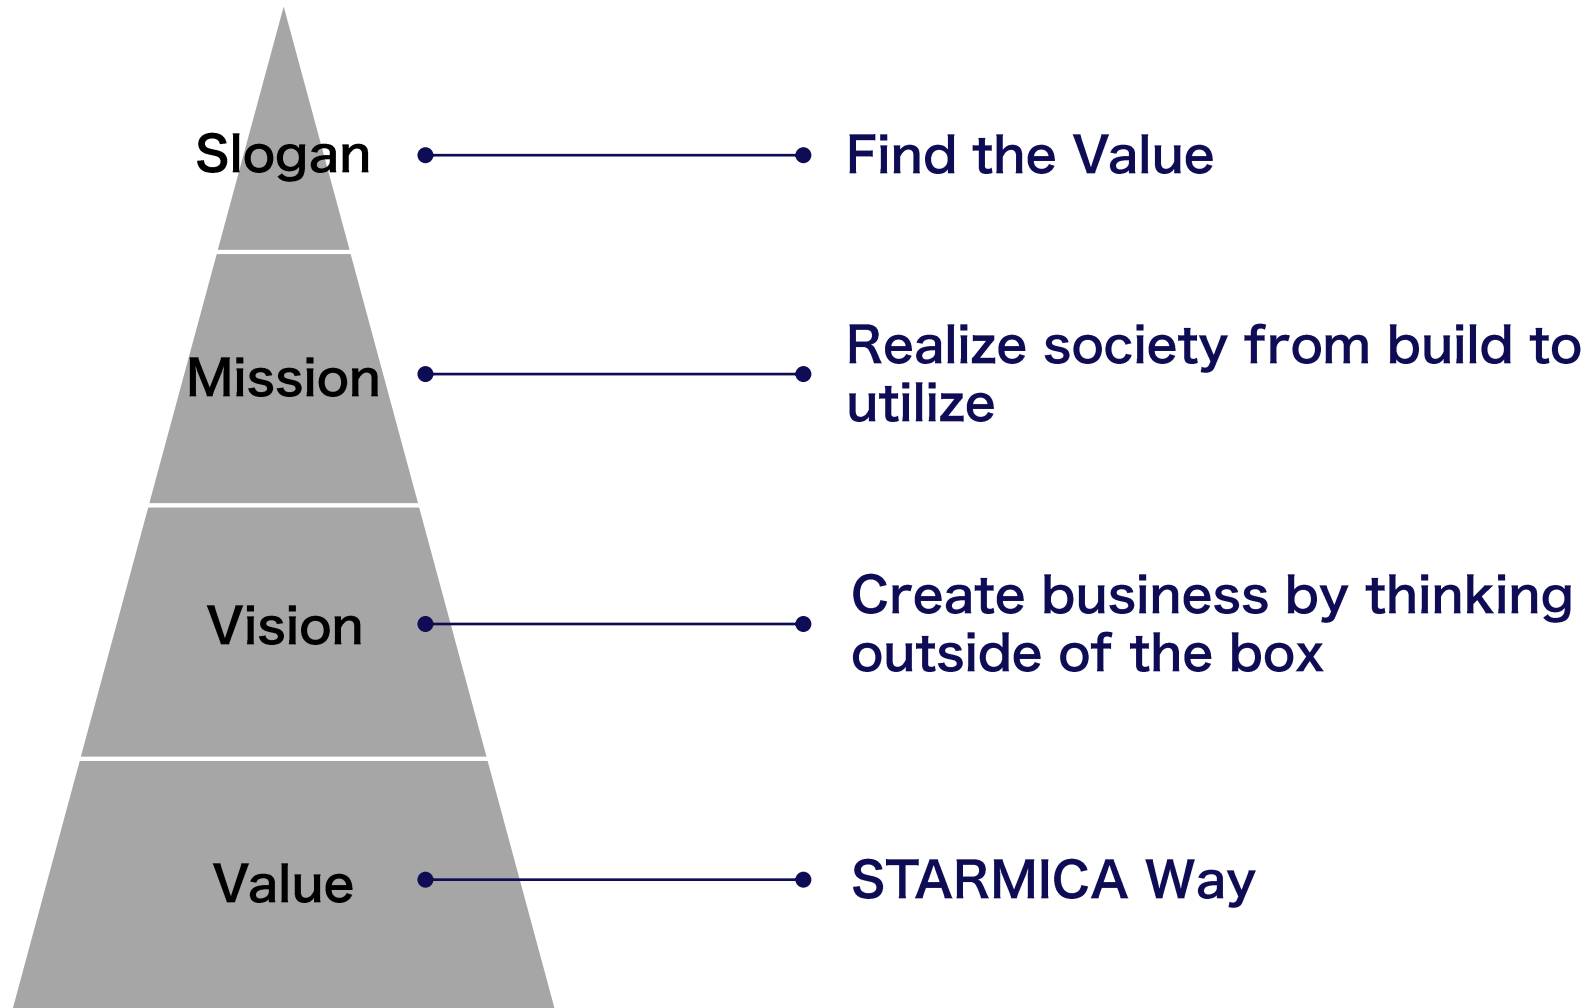 Slogan
Find the Value
Mission
Realize society from build to
utilize
Vision
Create business by thinking
outside of the box
Value
STARMICA Way